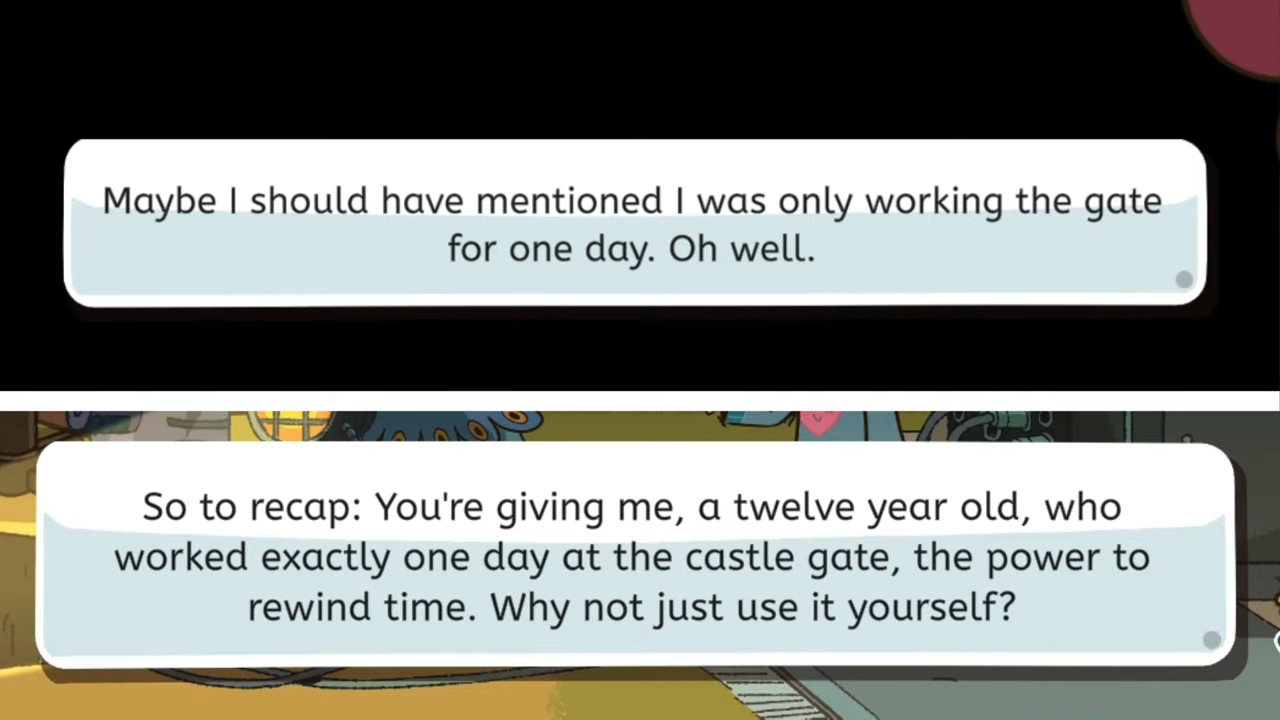 Maybe I should have mentioned I was only working the gate
for one day. Oh well.
So to recap: You're giving me, a twelve year old, who
worked exactly one day at the castle gate, the power to
rewind time. Why not just use it yourself?